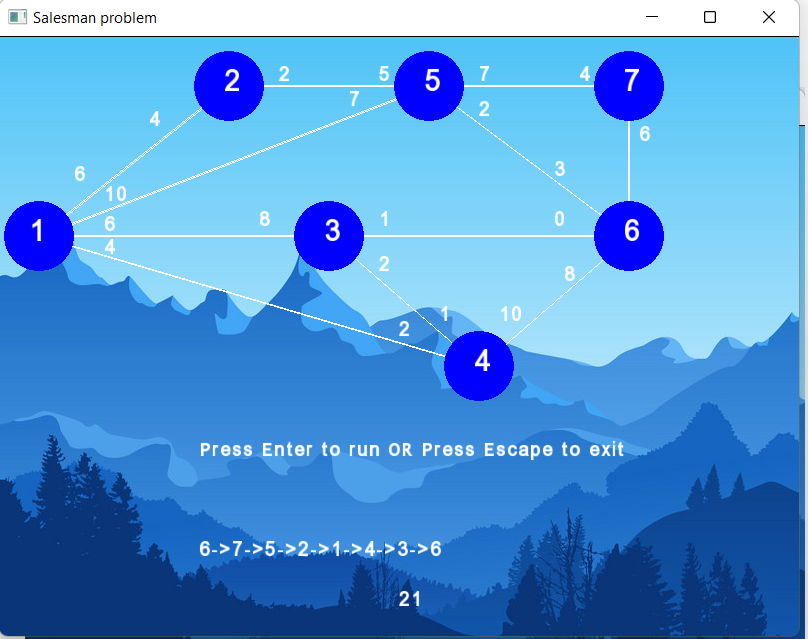 Salesman problem
2 2 5 5 7 4 7
7 2
4 6
6 3
10
1 6 8 3 1 0 6
4 2 8
1 10
2
4
Press Enter to run OR Press Escape to exit
6->7->5->2->1->4->3->6
21